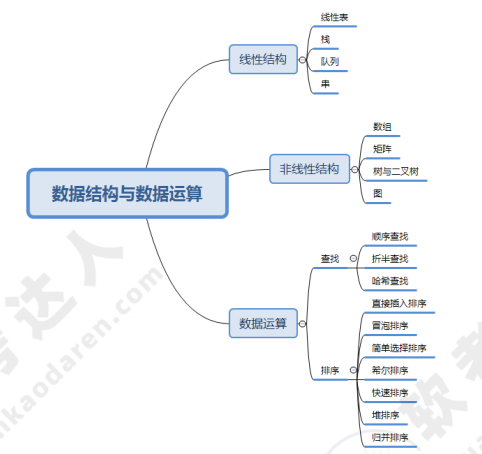 线性表
栈
线性结构
队列
串
数组
矩阵
非线性结构
树与二叉树
图
数据结构与数据运算
顺序查找
查找
折半查找
哈希查找
直接插入排序
数据运算
冒泡排序
简单选择排序
排序
希尔排序
快速排序
堆排序
归并排序
考达人
nkaodaren.com
软考